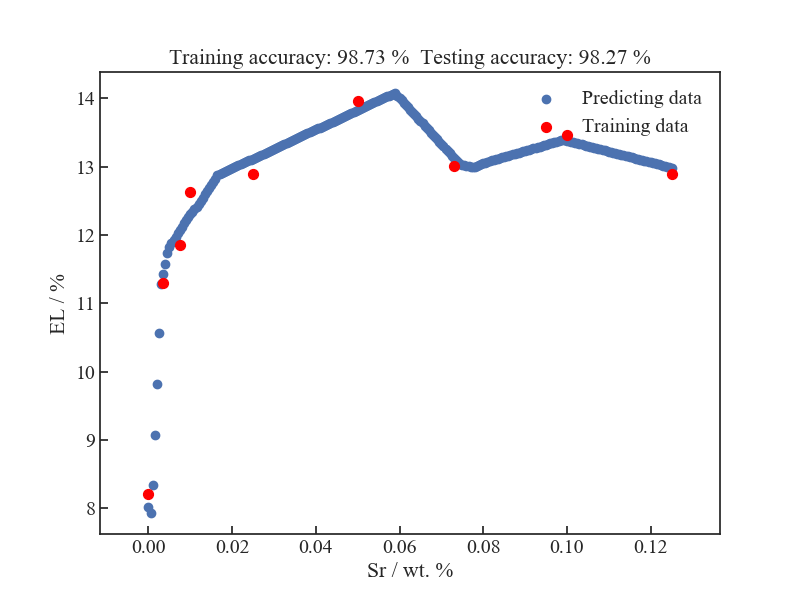 Training accuracy: 98.73 %  Testing accuracy: 98.27 %
Predicting data
Training data
14
13
12
11
10
9
8
EL / %
0.00
0.02
0.04
0.06
0.08
0.10
0.12
Sr / wt. %